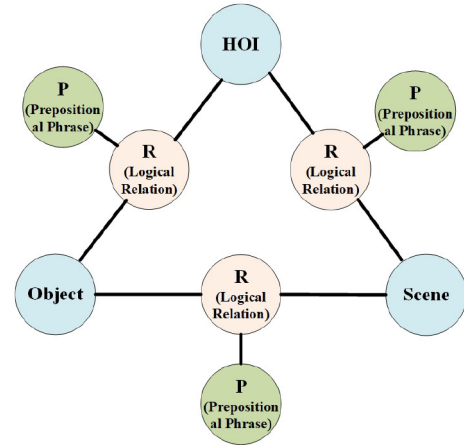 HOI
P
(Preposition
al Phrase)
P
(Preposition
al Phrase)
R
(Logical
Relation)
R
(Logical
Relation)
Object
R
(Logical
Relation)
Scene
P
(Preposition
al Phrase)